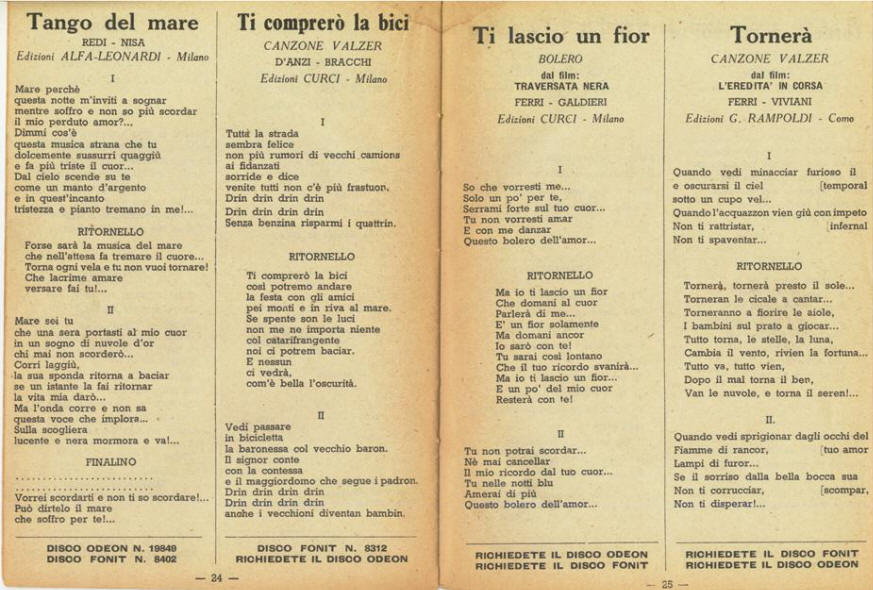 Tango del mare
REDI - NISA
Edizioni ALFA-LEONARDI - Milano
I
Mare perchè
questa notte m'inviti a sognar
mentre soffro e non so più scordar
il mio perduto amor?...
Dimmi cos'è
questa musica strana che tu
dolcemente sussurri quaggiù
e fa più triste il cuor...
Dal cielo scende su te
come un manto d'argento
e in quest'incanto
tristezza e pianto tremano in me!...
RITORNELLO
Forse sarà la musica del mare
che nell'attesa fa tremare il cuore...
Torna ogni vela e tu non vuoi tornare!
Che lacrime amare
versare fai tu!...
II
Mare sei tu
che una sera portasti al mio cuor
in un sogno di nuvole d'or
chi mai non scorderò...
Corri laggiù,
la sua sponda ritorna a baciar
se un istante la fai ritornar
la vita mia darò...
Ma l'onda corre e non sa
questa voce che implora...
Sulla scogliera
lucente e nera mormora e va!...
FINALINO
..........................
..........................
Vorrei scordarti e non ti so scordare!...
Può dirtelo il mare
che soffro per te!...
DISCO ODEON N. 19849
DISCO FONIT N. 8402
Ti comprerò la bici
CANZONE VALZER
D'ANZI - BRACCHI
Edizioni CURCI - Milano
I
Tutta la strada
sembra felice
non più rumori di vecchi camions
ai fidanzati
sorride e dice
venite tutti non c'è più frastuon.
Drin drin drin drin
Drin drin drin drin
Senza benzina risparmi i quattrin.
RITORNELLO
Ti comprerò la bici
così potremo andare
la festa con gli amici
pei monti e in riva al mare.
Se spente son le luci
non me ne importa niente
col catarifrangente
noi ci potrem baciar.
E nessun
ci vedrà,
com'è bella l'oscurità.
II
Vedi passare
in bicicletta
la baronessa col vecchio baron.
Il signor conte
con la contessa
e il maggiordomo che segue i padron.
Drin drin drin drin
Drin drin drin drin
anche i vecchioni diventan bambin.
DISCO FONIT N. 8312
RICHIEDETE IL DISCO ODEON
— 24 —
Ti lascio un fior
BOLERO
dal film:
TRAVERSATA NERA
FERRI - GALDIERI
Edizioni CURCI - Milano
I
So che vorresti me...
Solo un po' per te,
Serrami forte sul tuo cuor...
Tu non vorresti amar
E con me danzar
Questo bolero dell'amor...
RITORNELLO
Ma io ti lascio un fior
Che domani al cuor
Parlerà di me...
E' un fior solamente
Ma domani ancor
Io sarò con te!
Tu sarai così lontano
Che il tuo ricordo svanirà...
Ma io ti lascio un fior...
E un po' del mio cuor
Resterà con te!
II
Tu non potrai scordar...
Nè mai cancellar
Il mio ricordo dal tuo cuor...
Tu nelle notti blu
Amerai di più
Questo bolero dell'amor...
RICHIEDETE IL DISCO ODEON
RICHIEDETE IL DISCO FONIT
Tornerà
CANZONE VALZER
dal film:
L'EREDITA' IN CORSA
FERRI - VIVIANI
Edizioni G. RAMPOLDI - Como
I
Quando vedi minacciar furioso il
e oscurarsi il ciel [temporal
sotto un cupo vel...
Quando l'acquazzon vien giù con impeto
Non ti rattristar, [infernal
Non ti spaventar...
RITORNELLO
Tornerà, tornerà presto il sole...
Torneran le cicale a cantar...
Torneranno a fiorire le aiole,
I bambini sul prato a giocar...
Tutto torna, le stelle, la luna,
Cambia il vento, rivien la fortuna...
Tutto va, tutto vien,
Dopo il mal torna il ben,
Van le nuvole, e torna il seren!...
II.
Quando vedi sprigionar dagli occhi del
Fiamme di rancor, [tuo amor
Lampi di furor...
Se il sorriso dalla bella bocca sua
Non ti corrucciar, [scompar,
Non ti disperar!...
RICHIEDETE IL DISCO FONIT
RICHIEDETE IL DISCO ODEON
— 25 —